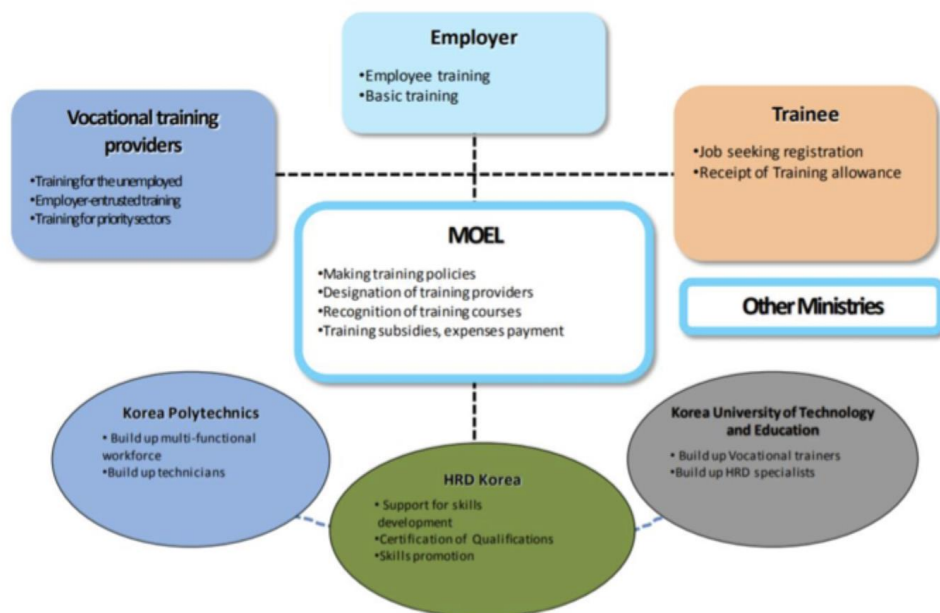 Employer
•Employee training
•Basic training
Vocational training
providers
•Training for the unemployed
•Employer-entrusted training
•Training for priority sectors
Trainee
•Job seeking registration
•Receipt of Training allowance
MOEL
•Making training policies
•Designation of training providers
•Recognition of training courses
•Training subsidies, expenses payment
Other Ministries
Korea Polytechnics
• Build up multi-functional
workforce
•Build up technicians
HRD Korea
• Support for skills
development
•Certification of Qualifications
•Skills promotion
Korea University of Technology
and Education
• Build up Vocational trainers
•Build up HRD specialists